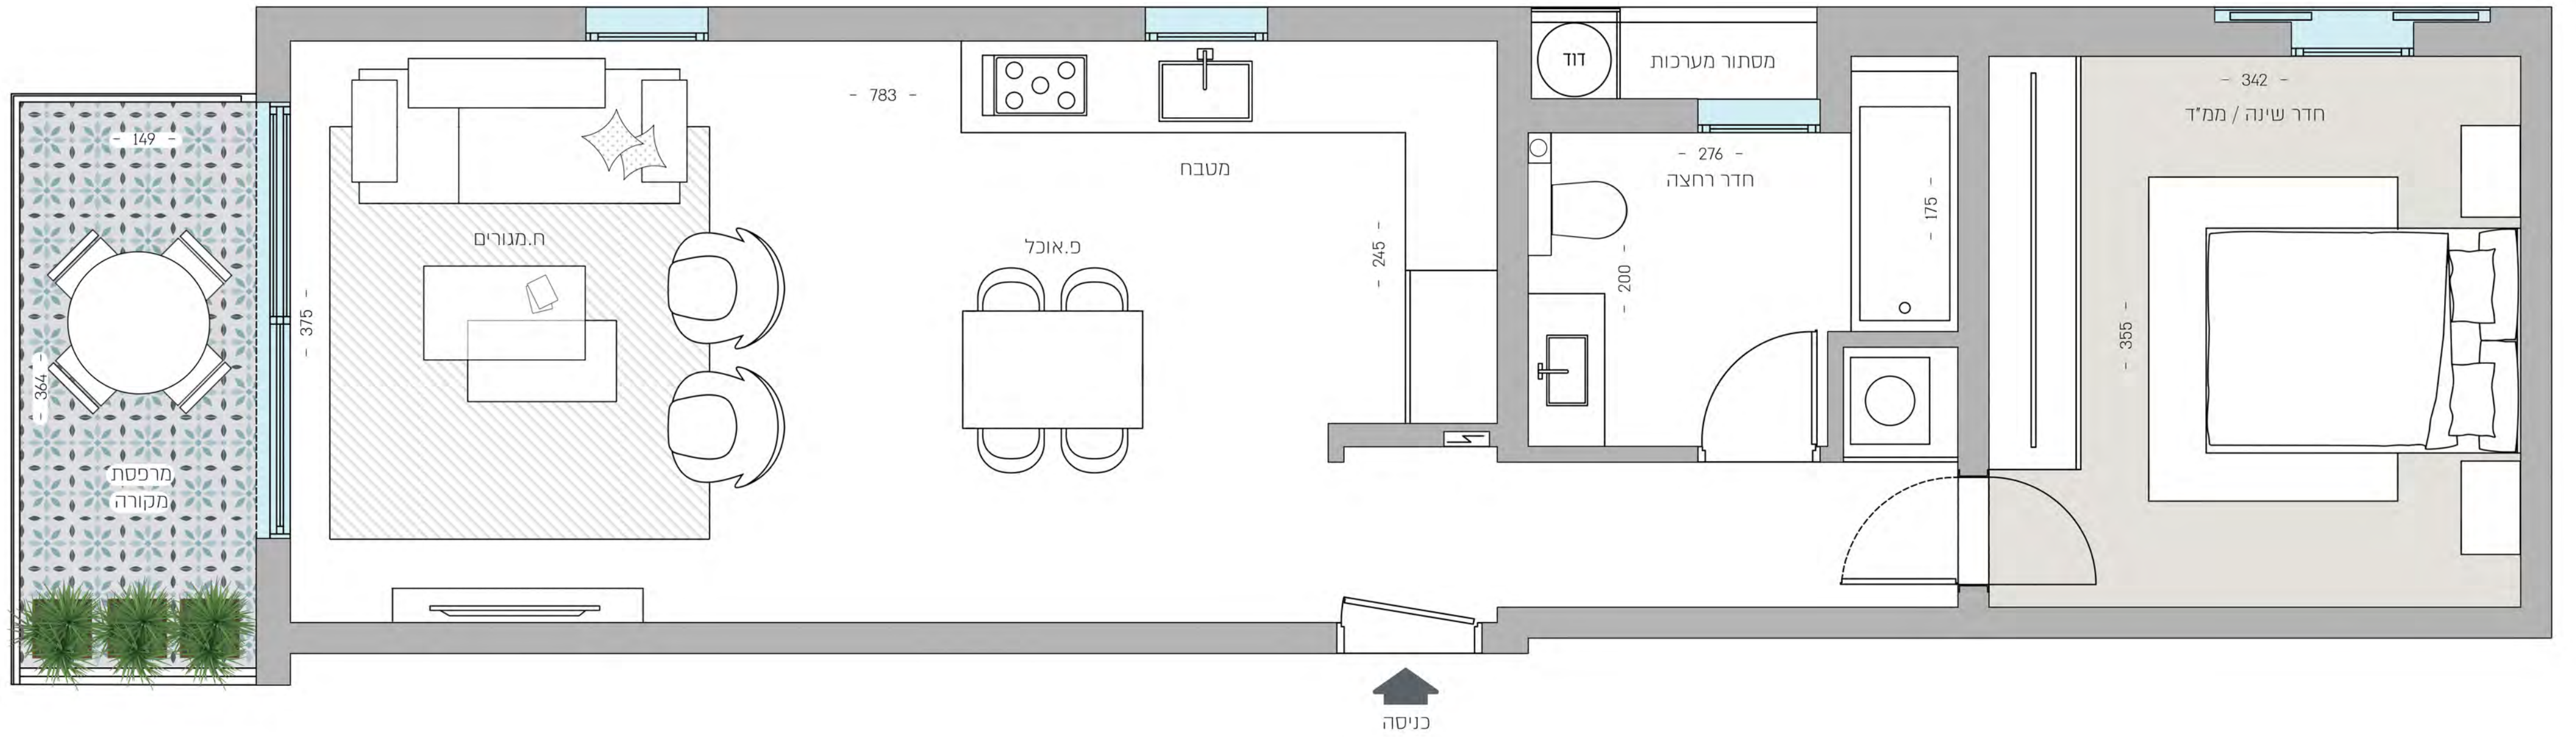 - 149 -
- 364 -
מרפסת
מקורה
- 375 -
ח.מגורים
- 783 -
פ.אוכל
מטבח
- 245 -
דוד
מסתור מערכות
- 276 -
חדר רחצה
- 200 -
- 175 -
- 342 -
חדר שינה / ממ"ד
- 355 -
כניסה